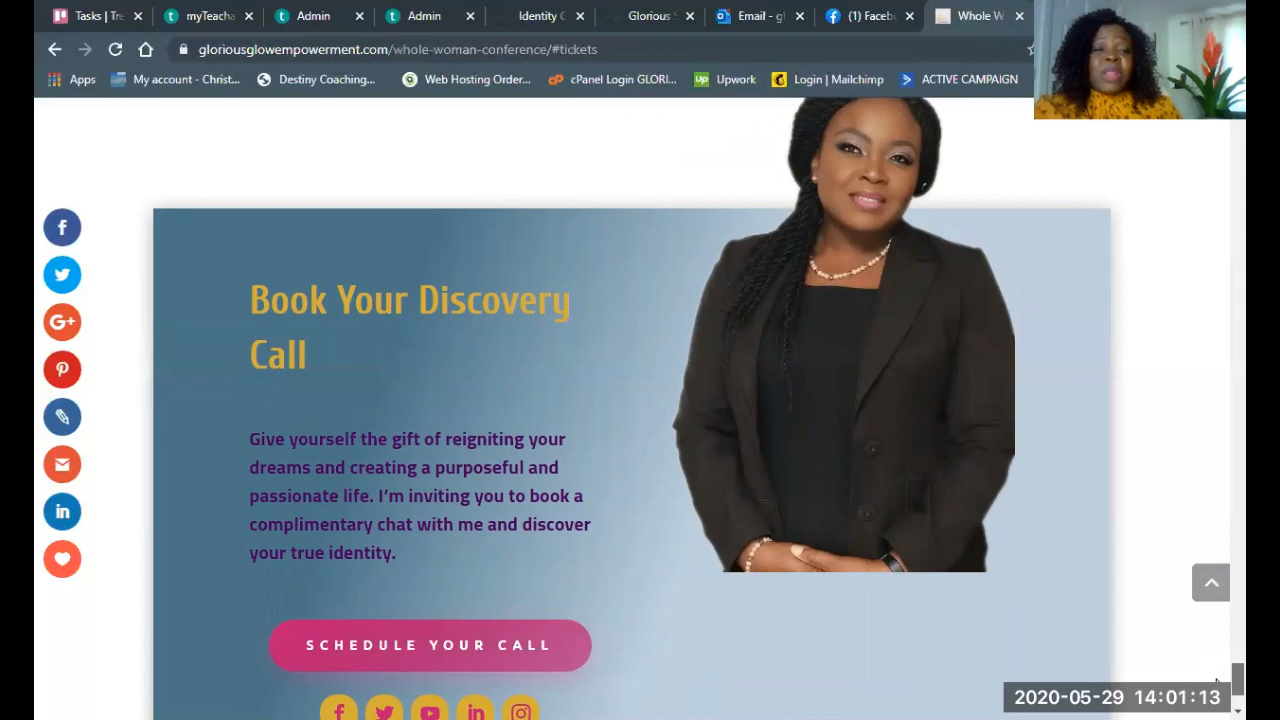 Tasks | Tre
myTeacha
Admin
Admin
Identity C
Glorious S
Email - gl
(1) Faceb
Whole W
gloriousglowempowerment.com/whole-woman-conference/#tickets
Apps
My account - Christ...
Destiny Coaching...
Web Hosting Order...
cPanel Login GLORI...
Upwork
Login | Mailchimp
ACTIVE CAMPAIGN
Book Your Discovery
Call
Give yourself the gift of reigniting your
dreams and creating a purposeful and
passionate life. I'm inviting you to book a
complimentary chat with me and discover
your true identity.
SCHEDULE YOUR CALL
2020-05-29 14:01:13